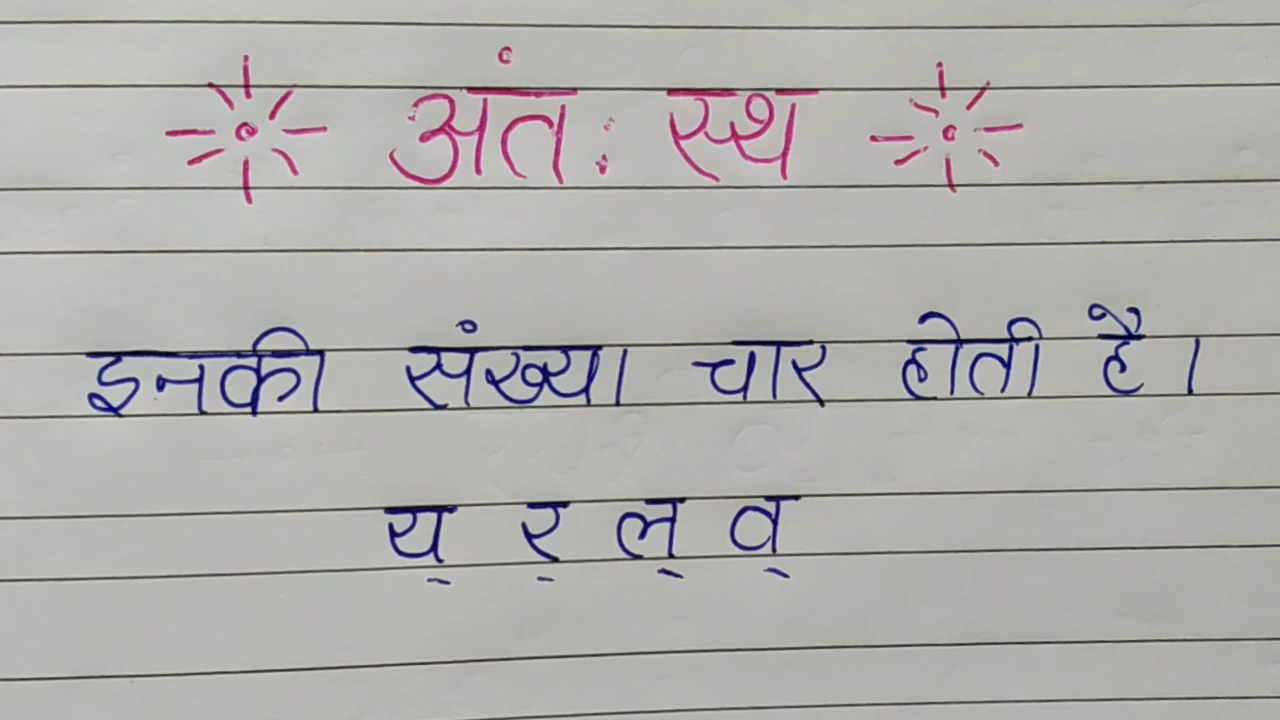 अंत: स्थ
इनकी संख्या चार होती है।
य् र् ल् व्